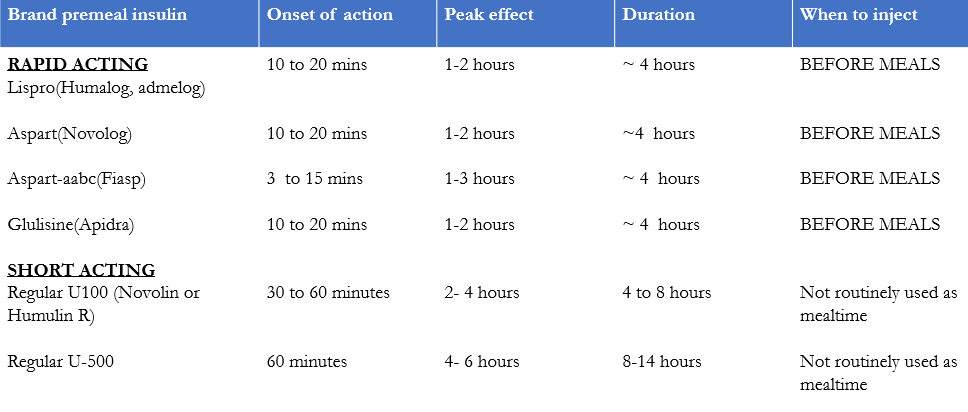 Brand premeal insulin Onset of action Peak effect Duration When to inject
RAPID ACTING 10 to 20 mins 1-2 hours ~ 4 hours BEFORE MEALS
Lispro(Humalog, admelog)
Aspart(Novolog) 10 to 20 mins 1-2 hours ~4 hours BEFORE MEALS
Aspart-aabc(Fiasp) 3 to 15 mins 1-3 hours ~ 4 hours BEFORE MEALS
Glulisine(Apidra) 10 to 20 mins 1-2 hours ~ 4 hours BEFORE MEALS
SHORT ACTING
Regular U100 (Novolin or 30 to 60 minutes 2- 4 hours 4 to 8 hours Not routinely used as
Humulin R) mealtime
Regular U-500 60 minutes 4- 6 hours 8-14 hours Not routinely used as
mealtime